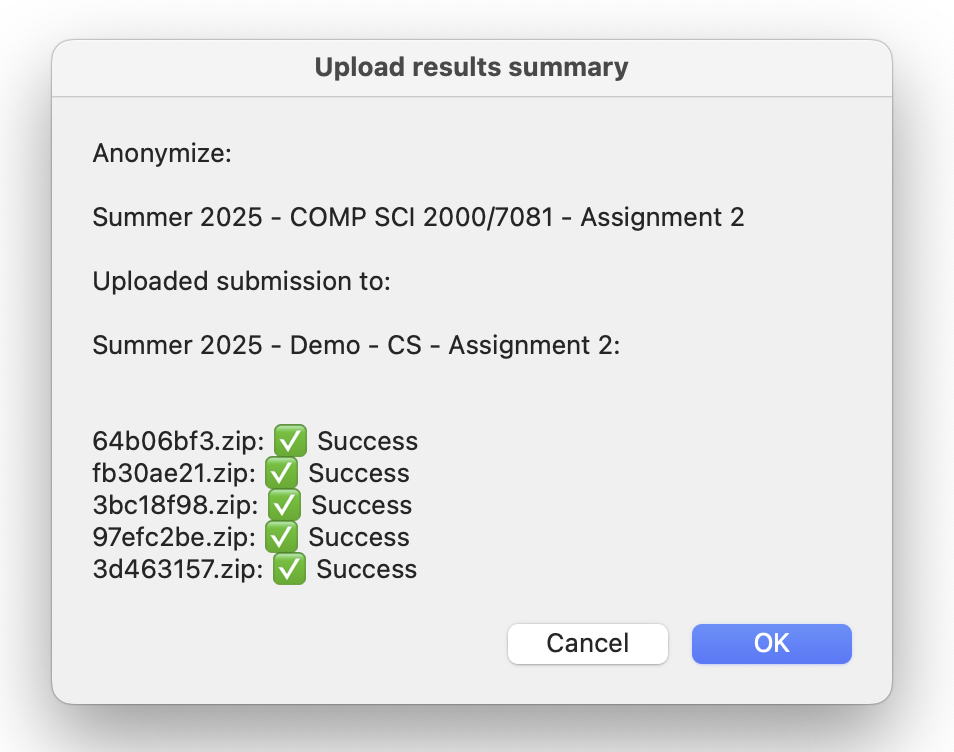 Upload results summary
Anonymize:
Summer 2025 - COMP SCI 2000/7081 - Assignment 2
Uploaded submission to:
Summer 2025 - Demo - CS - Assignment 2:
64b06bf3.zip: ✅ Success
fb30ae21.zip: ✅ Success
3bc18f98.zip: ✅ Success
97efc2be.zip: ✅ Success
3d463157.zip: ✅ Success
Cancel
OK